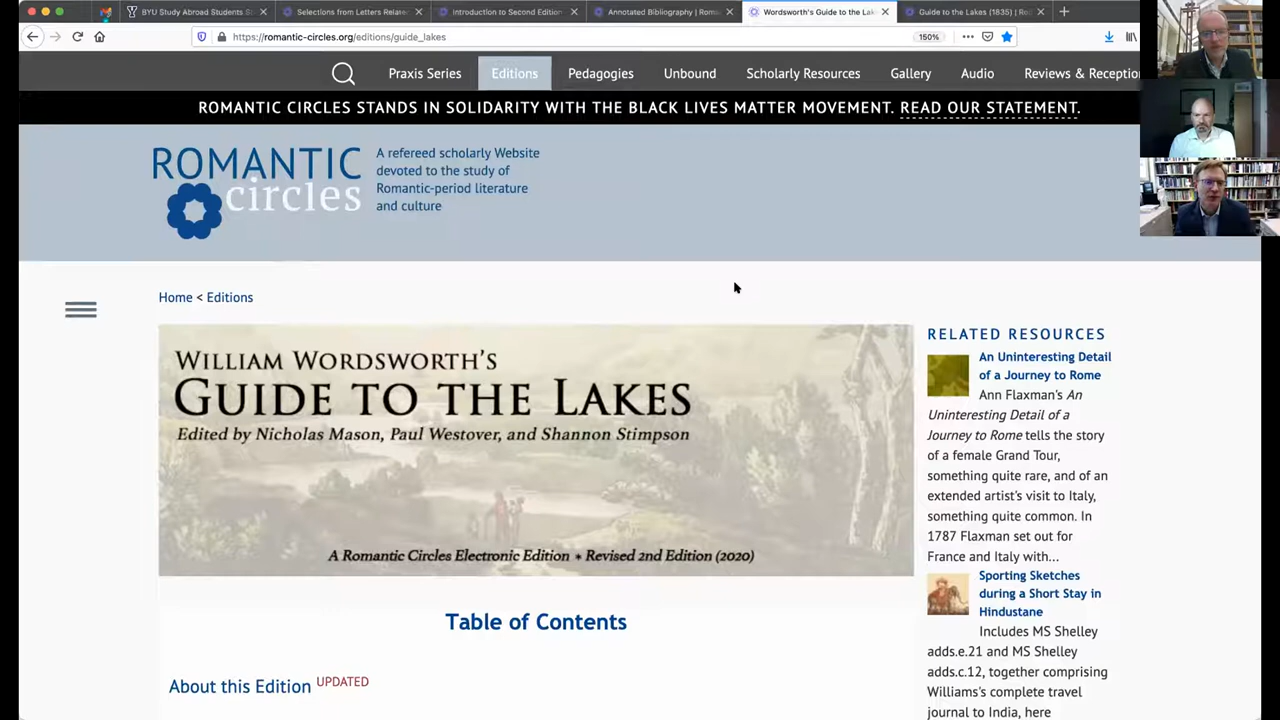 BYU Study Abroad Students S
Selections from Letters Relate
Introduction to Second Edition
Annotated Bibliography | Roma
Wordsworth's Guide to the Lak
Guide to the Lakes (1835) | Ro
https://romantic-circles.org/editions/guide_lakes
150%
Praxis Series
Editions
Pedagogies
Unbound
Scholarly Resources
Gallery
Audio
Reviews & Receptio
ROMANTIC CIRCLES STANDS IN SOLIDARITY WITH THE BLACK LIVES MATTER MOVEMENT. READ OUR STATEMENT.
ROMANTIC
circles
A refereed scholarly Website
devoted to the study of
Romantic-period literature
and culture
Home < Editions
WILLIAM WORDSWORTH'S
GUIDE TO THE LAKES
Edited by Nicholas Mason, Paul Westover, and Shannon Stimpson
A Romantic Circles Electronic Edition * Revised 2nd Edition (2020)
Table of Contents
About this Edition UPDATED
RELATED RESOURCES
An Uninteresting Detail
of a Journey to Rome
Ann Flaxman's An
Uninteresting Detail of a
Journey to Rome tells the story
of a female Grand Tour,
something quite rare, and of an
extended artist's visit to Italy,
something quite common. In
1787 Flaxman set out for
France and Italy with...
Sporting Sketches
during a Short Stay in
Hindustane
Includes MS Shelley
adds.e.21 and MS Shelley
adds.c.12, together comprising
Williams's complete travel
journal to India, here